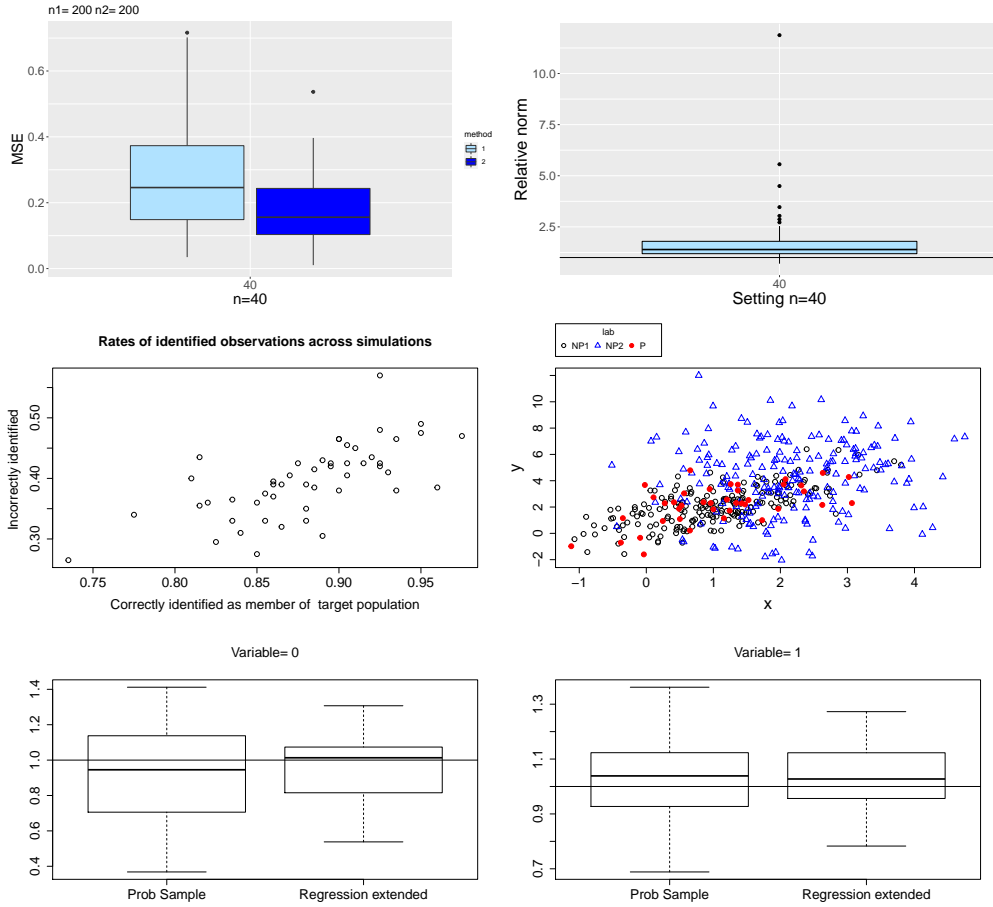 n1= 200 n2= 200
MSE
0.6
0.4
0.2
0.0
40
n=40
method
1
2
Relative norm
10.0
7.5
5.0
2.5
40
Setting n=40
Rates of identified observations across simulations
Incorrectly identified
0.50
0.40
0.30
0.75
0.80
0.85
0.90
0.95
Correctly identified as member of target population
lab
NP1
NP2
P
y
10
8
6
4
2
0
−2
−1
0
1
2
3
4
x
Variable= 0
1.4
1.2
1.0
0.8
0.6
0.4
Prob Sample
Regression extended
Variable= 1
1.3
1.1
0.9
0.7
Prob Sample
Regression extended